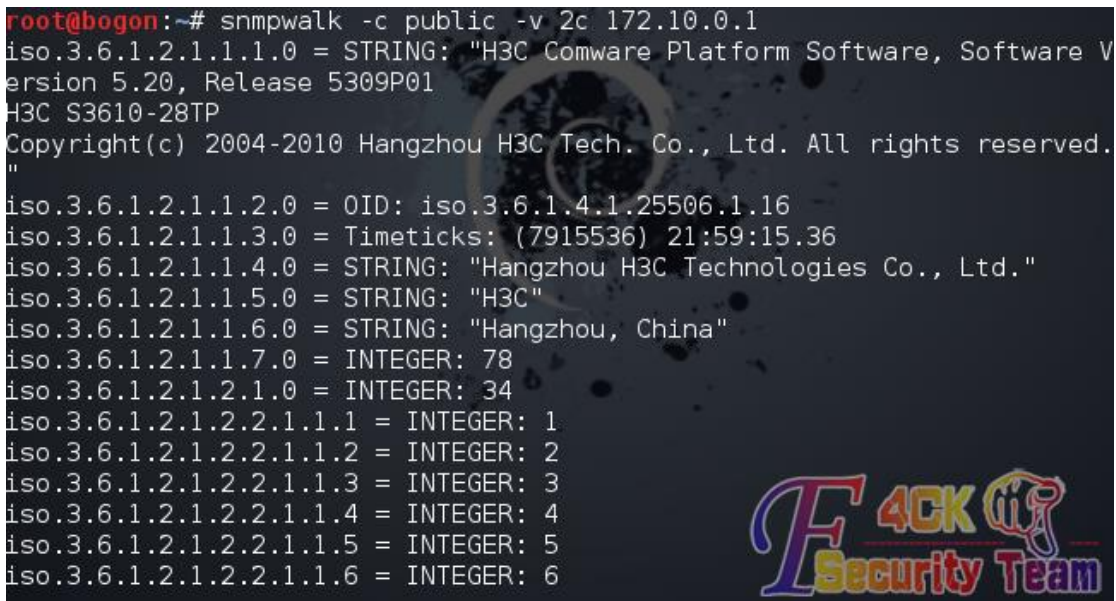 root@bogon:~# snmpwalk -c public -v 2c 172.10.0.1
iso.3.6.1.2.1.1.1.0 = STRING: "H3C Comware Platform Software, Software V
ersion 5.20, Release 5309P01
H3C S3610-28TP
Copyright(c) 2004-2010 Hangzhou H3C Tech. Co., Ltd. All rights reserved.
"
iso.3.6.1.2.1.1.2.0 = OID: iso.3.6.1.4.1.25506.1.16
iso.3.6.1.2.1.1.3.0 = Timeticks: (7915536) 21:59:15.36
iso.3.6.1.2.1.1.4.0 = STRING: "Hangzhou H3C Technologies Co., Ltd."
iso.3.6.1.2.1.1.5.0 = STRING: "H3C"
iso.3.6.1.2.1.1.6.0 = STRING: "Hangzhou, China"
iso.3.6.1.2.1.1.7.0 = INTEGER: 78
iso.3.6.1.2.1.2.1.0 = INTEGER: 34
iso.3.6.1.2.1.2.2.1.1.1 = INTEGER: 1
iso.3.6.1.2.1.2.2.1.1.2 = INTEGER: 2
iso.3.6.1.2.1.2.2.1.1.3 = INTEGER: 3
iso.3.6.1.2.1.2.2.1.1.4 = INTEGER: 4
iso.3.6.1.2.1.2.2.1.1.5 = INTEGER: 5
iso.3.6.1.2.1.2.2.1.1.6 = INTEGER: 6
F4CK
Security Team